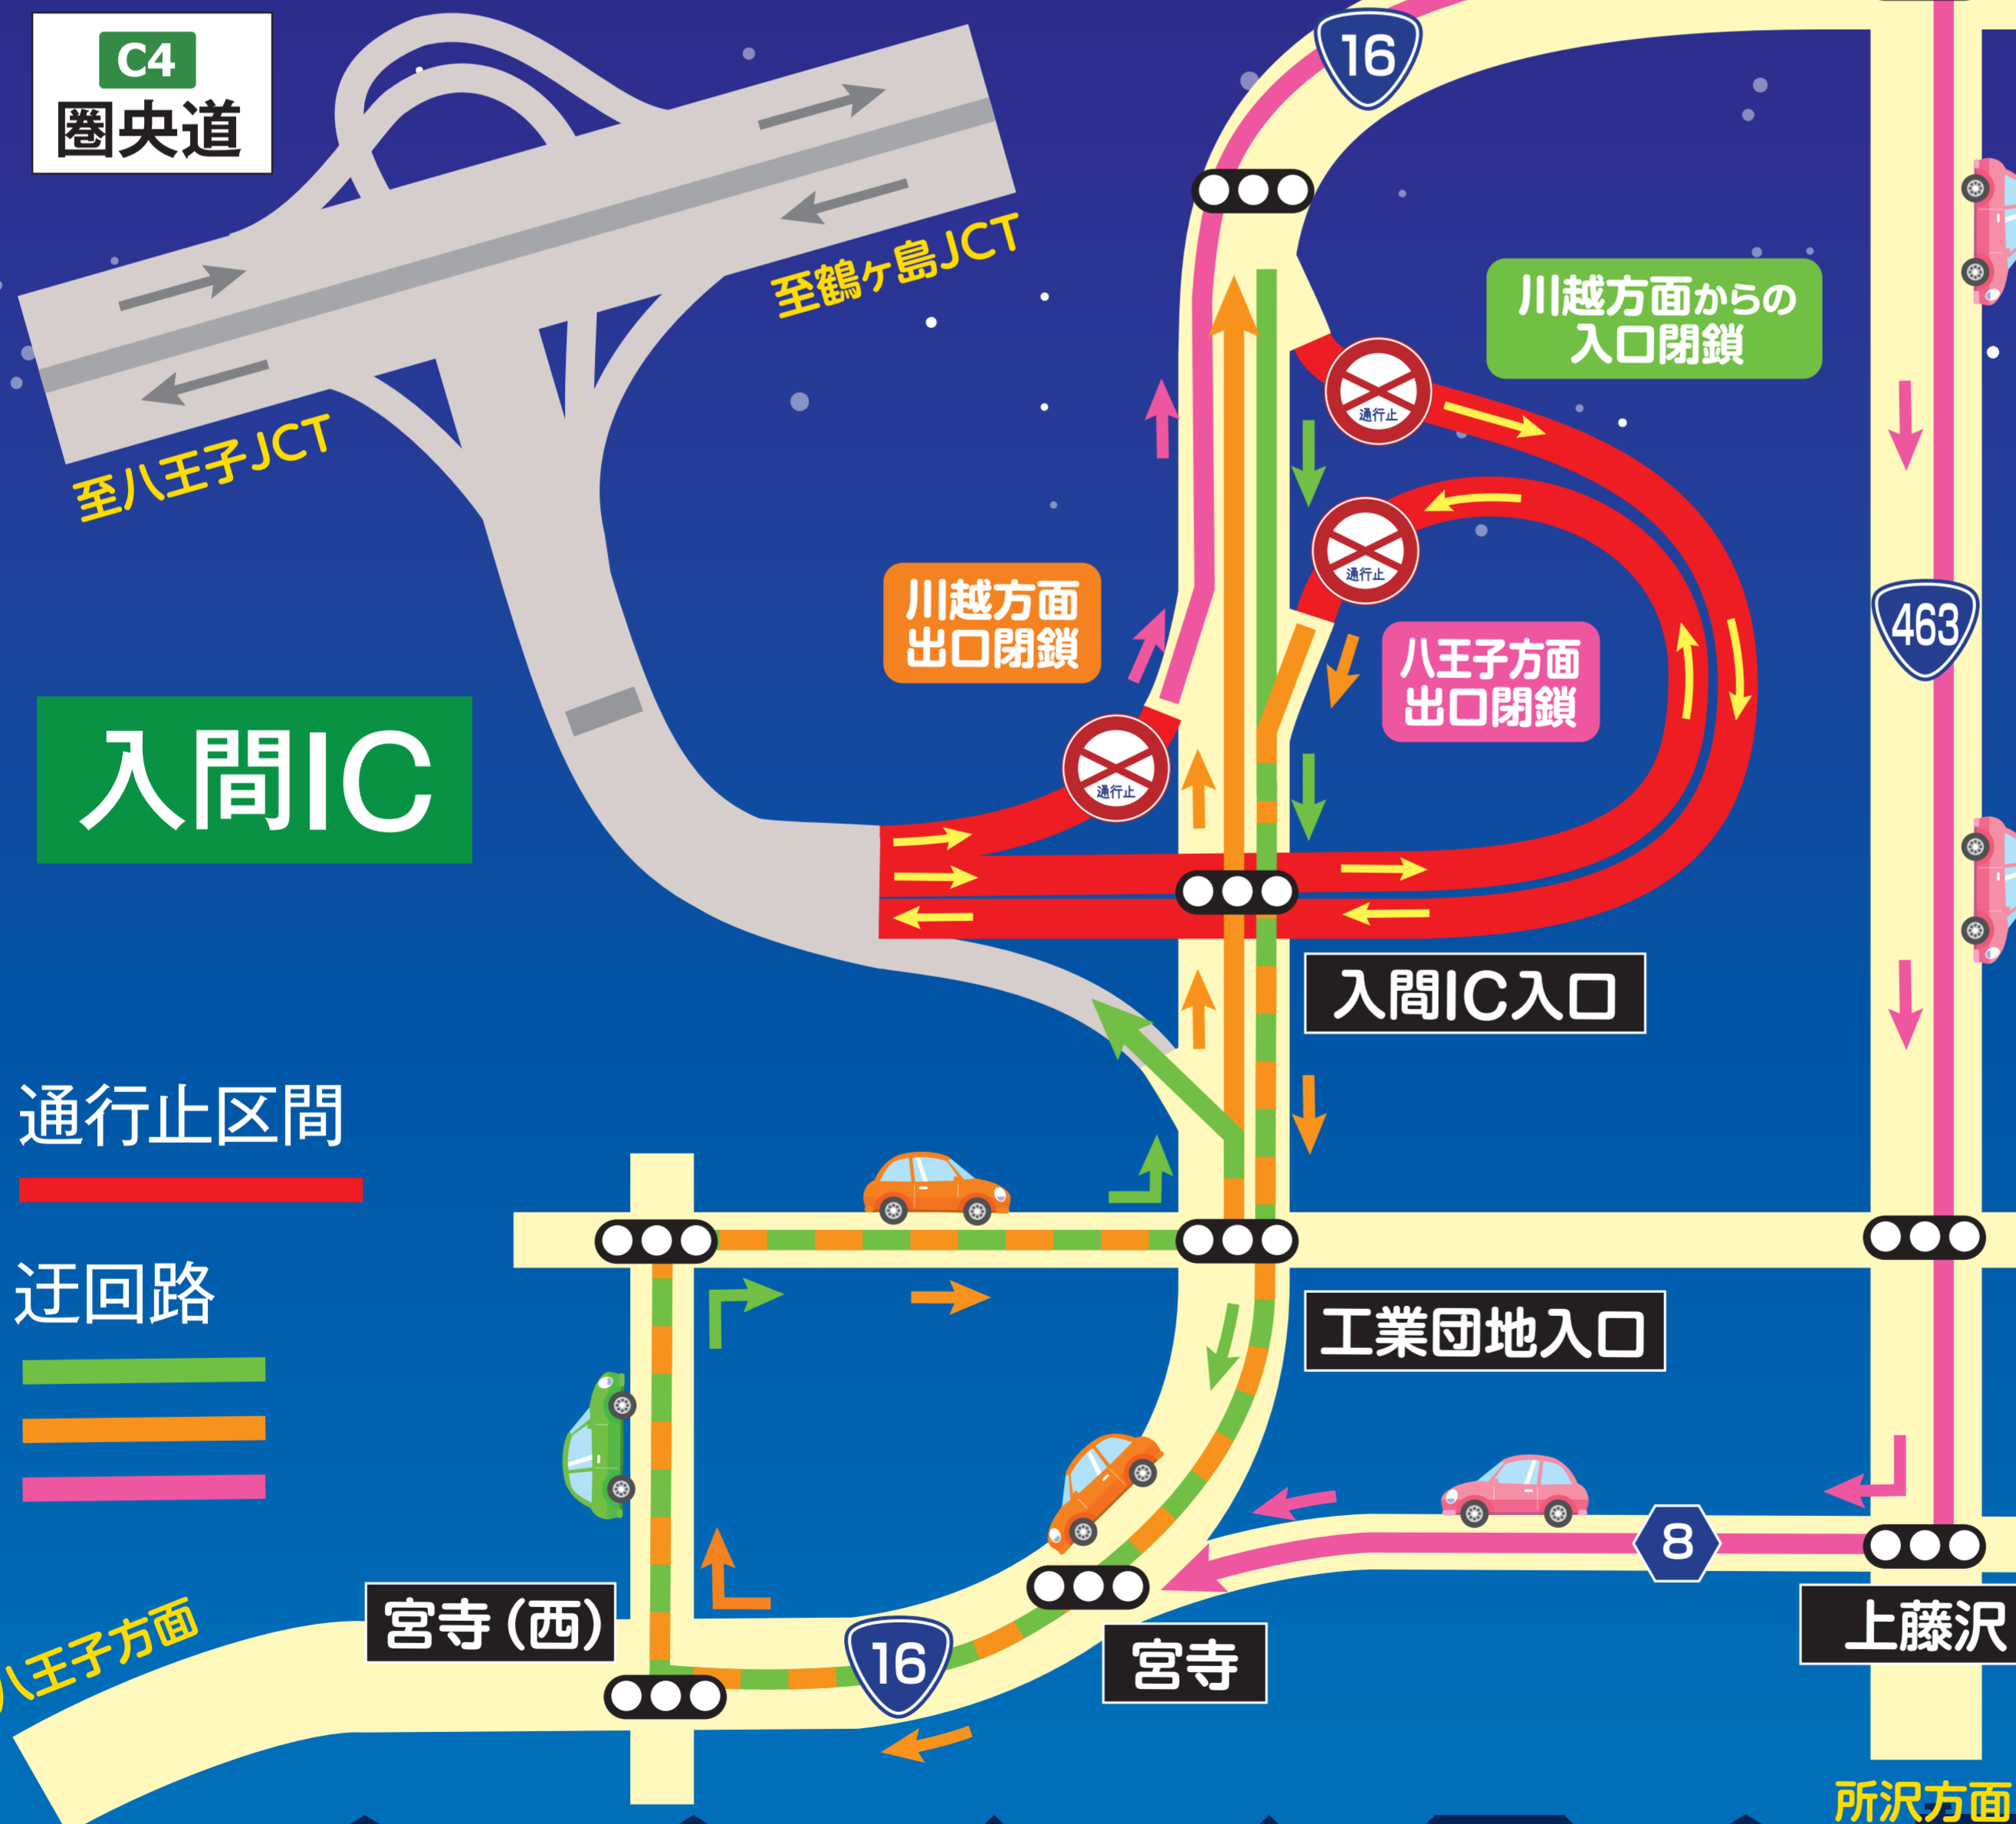 C4
圏央道
16
至鶴ヶ島JCT
川越方面からの
入口閉鎖
通行止
至八王子JCT
通行止
川越方面
出口閉鎖
八王子方面
出口閉鎖
463
入間IC
通行止
入間IC入口
通行止区間
迂回路
工業団地入口
8
宮寺(西)
16
宮寺
上藤沢
八王子方面
所沢方面